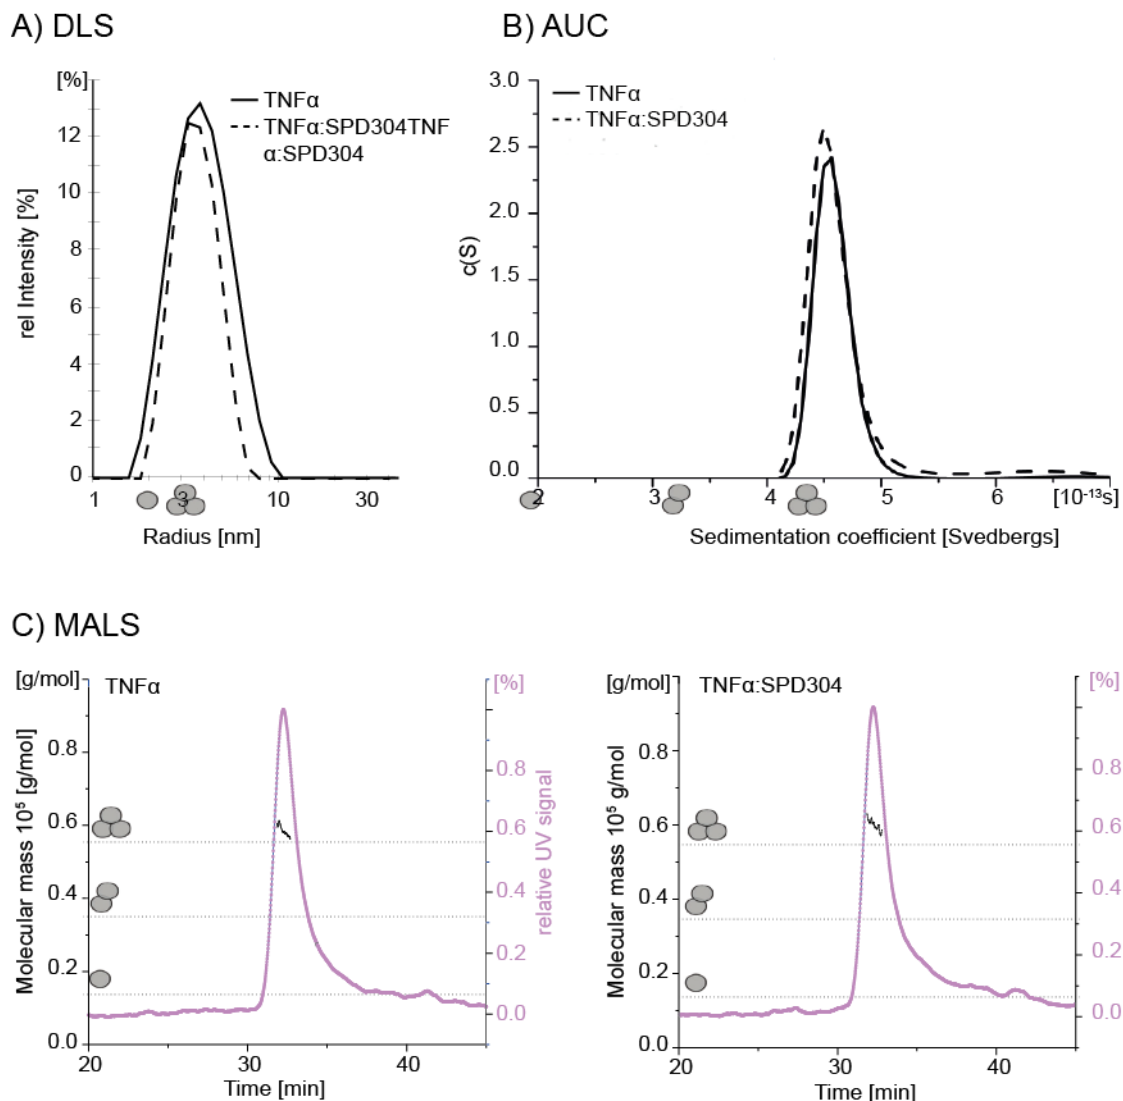 A) DLS
B) AUC
[%]
TNFα
TNFα:SPD304TNF
α:SPD304
12
10
8
6
4
2
0
rel Intensity [%]
1
3
10
30
Radius [nm]
3.0
2.5
2.0
1.5
1.0
0.5
0.0
c(S)
TNFα
TNFα:SPD304
2
3
4
5
6
[10⁻¹³s]
Sedimentation coefficient [Svedbergs]
C) MALS
[g/mol]
TNFα
[%]
0.8
0.6
0.4
0.2
0.0
Molecular mass 10⁵ [g/mol]
0.8
0.6
0.4
0.2
0.0
relative UV signal
20
30
40
Time [min]
[g/mol]
TNFα:SPD304
[%]
0.8
0.6
0.4
0.2
0.0
Molecular mass 10⁵ g/mol
0.8
0.6
0.4
0.2
0.0
20
30
40
Time [min]